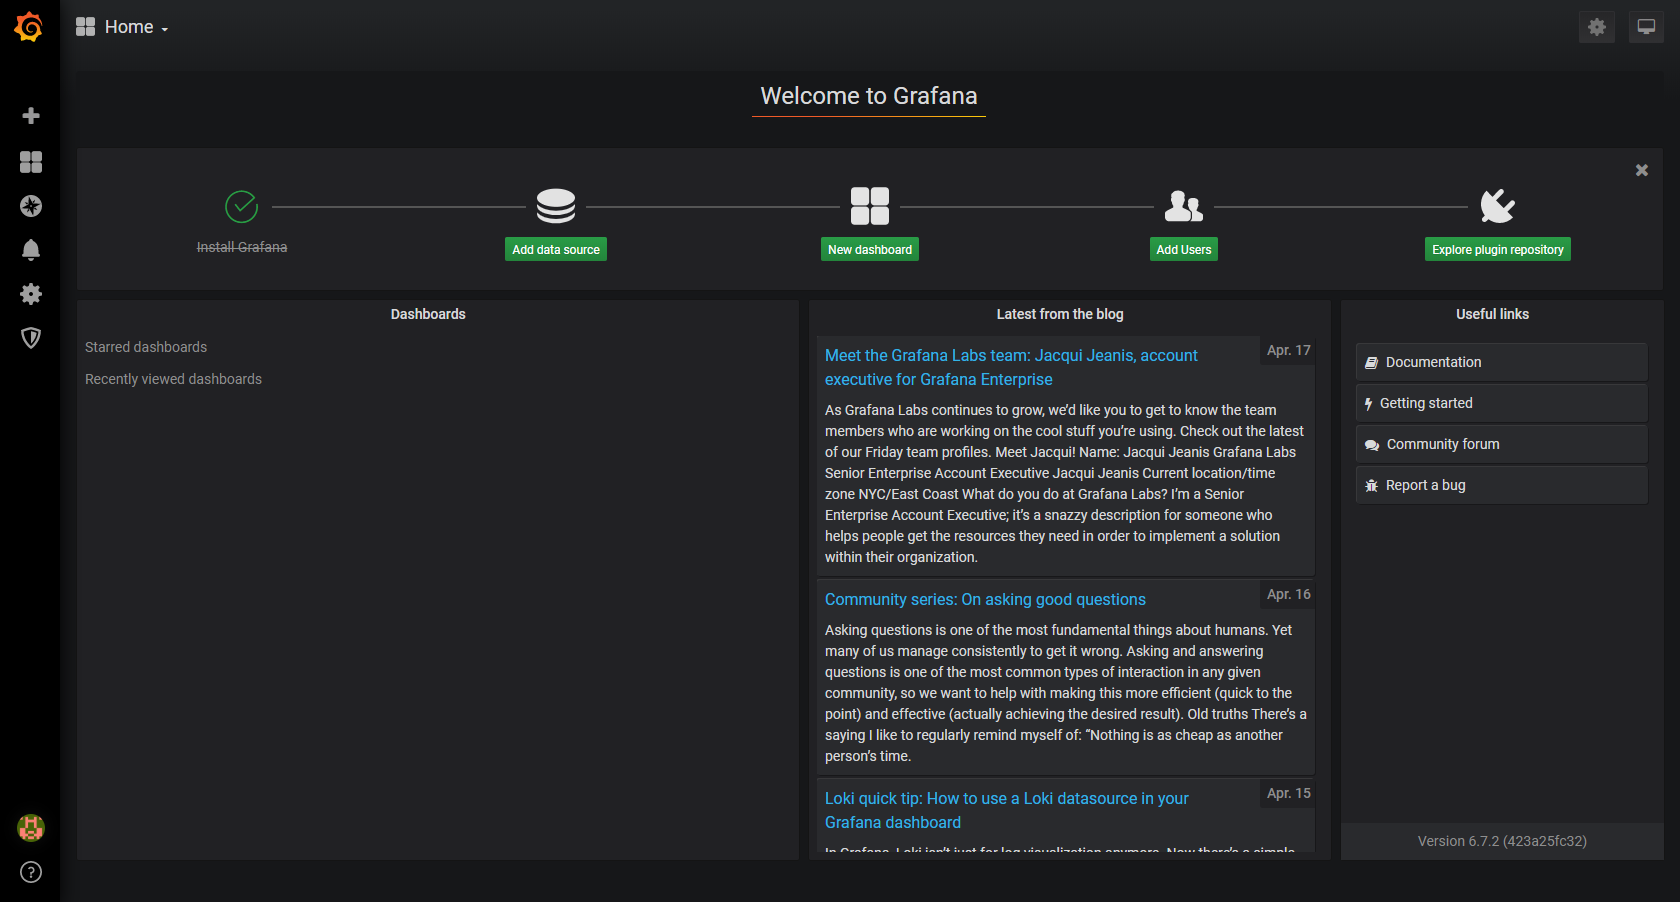 Home
Welcome to Grafana
Install Grafana
Add data source
New dashboard
Add Users
Explore plugin repository
Dashboards
Starred dashboards
Recently viewed dashboards
Latest from the blog
Meet the Grafana Labs team: Jacqui Jeanis, account
executive for Grafana Enterprise
Apr. 17
As Grafana Labs continues to grow, we’d like you to get to know the team
members who are working on the cool stuff you’re using. Check out the latest
of our Friday team profiles. Meet Jacqui! Name: Jacqui Jeanis Grafana Labs
Senior Enterprise Account Executive Jacqui Jeanis Current location/time
zone NYC/East Coast What do you do at Grafana Labs? I’m a Senior
Enterprise Account Executive; it’s a snazzy description for someone who
helps people get the resources they need in order to implement a solution
within their organization.
Community series: On asking good questions
Apr. 16
Asking questions is one of the most fundamental things about humans. Yet
many of us manage consistently to get it wrong. Asking and answering
questions is one of the most common types of interaction in any given
community, so we want to help with making this more efficient (quick to the
point) and effective (actually achieving the desired result). Old truths There’s a
saying I like to regularly remind myself of: “Nothing is as cheap as another
person’s time.
Loki quick tip: How to use a Loki datasource in your
Grafana dashboard
Apr. 15
In Grafana, Loki isn’t just for log visualization anymore. Now there’s a simple
Useful links
Documentation
Getting started
Community forum
Report a bug
Version 6.7.2 (423a25fc32)